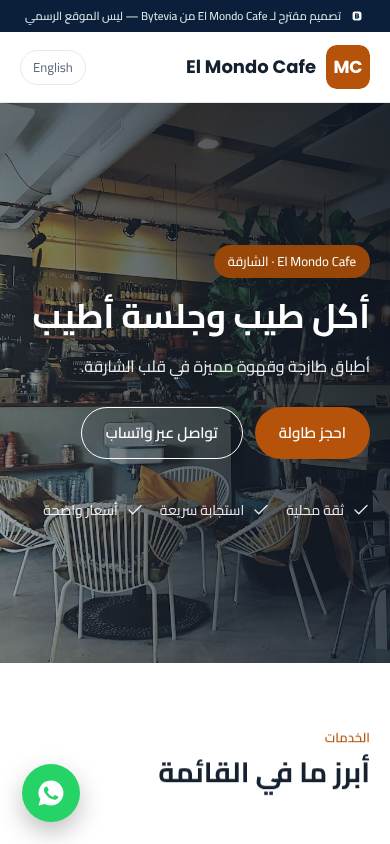 تصميم مقترح لـ El Mondo Cafe من Bytevia — ليس الموقع الرسمي
MC El Mondo Cafe
English
El Mondo Cafe · الشارقة
أكل طيب وجلسة أطيب
أطباق طازجة وقهوة مميزة في قلب الشارقة.
احجز طاولة
تواصل عبر واتساب
ثقة محلية استجابة سريعة أسعار واضحة
الخدمات
أبرز ما في القائمة